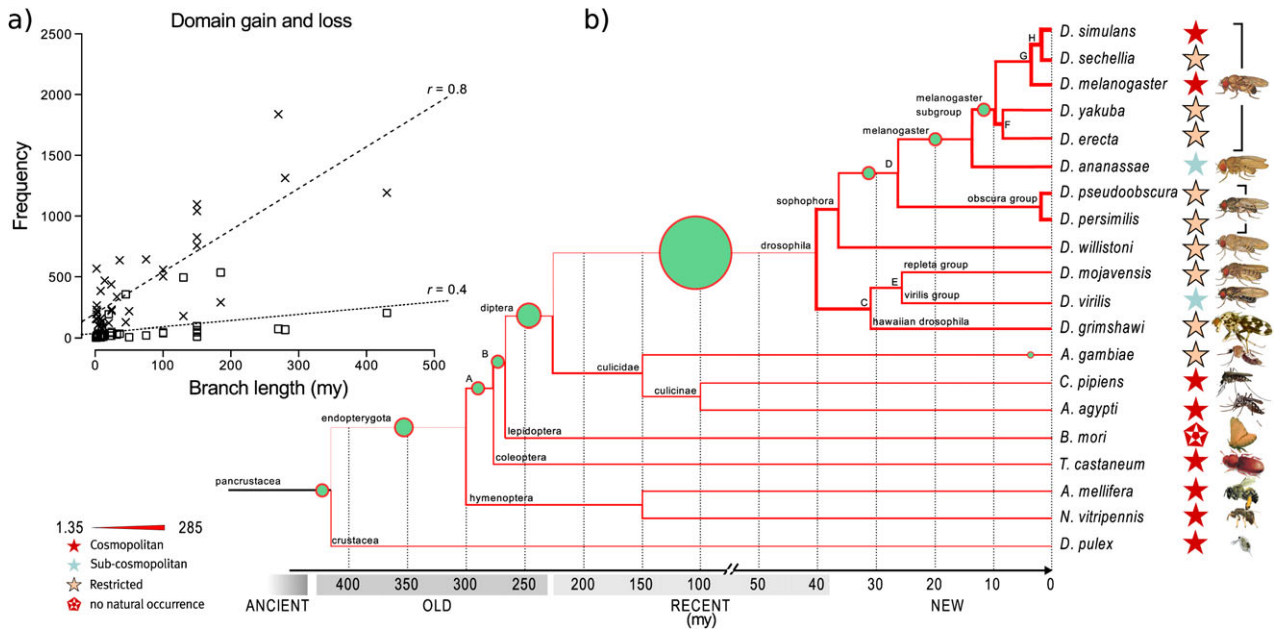 a)
Domain gain and loss
Frequency
2500
2000
1500
1000
500
0
r = 0.8
r = 0.4
0 100 200 300 400 500
Branch length (my)
b)
H
G
F
melanogaster
subgroup
melanogaster
D
obscura group
sophophora
drosophila
repleta group
E
virilis group
C
hawaiian drosophila
diptera
B
A
culicidae
culicinae
endopterygota
lepidoptera
coleoptera
pancrustacea
hymenoptera
crustacea
D. simulans
D. sechellia
D. melanogaster
D. yakuba
D. erecta
D. ananassae
D. pseudoobscura
D. persimilis
D. willistoni
D. mojavensis
D. virilis
D. grimshawi
A. gambiae
C. pipiens
A. agypti
B. mori
T. castaneum
A. mellifera
N. vitripennis
D. pulex
1.35 285
Cosmopolitan
Sub-cosmopolitan
Restricted
no natural occurrence
400 350 300 250 200 150 100 50 40 30 20 10 0
ANCIENT OLD RECENT NEW
(my)